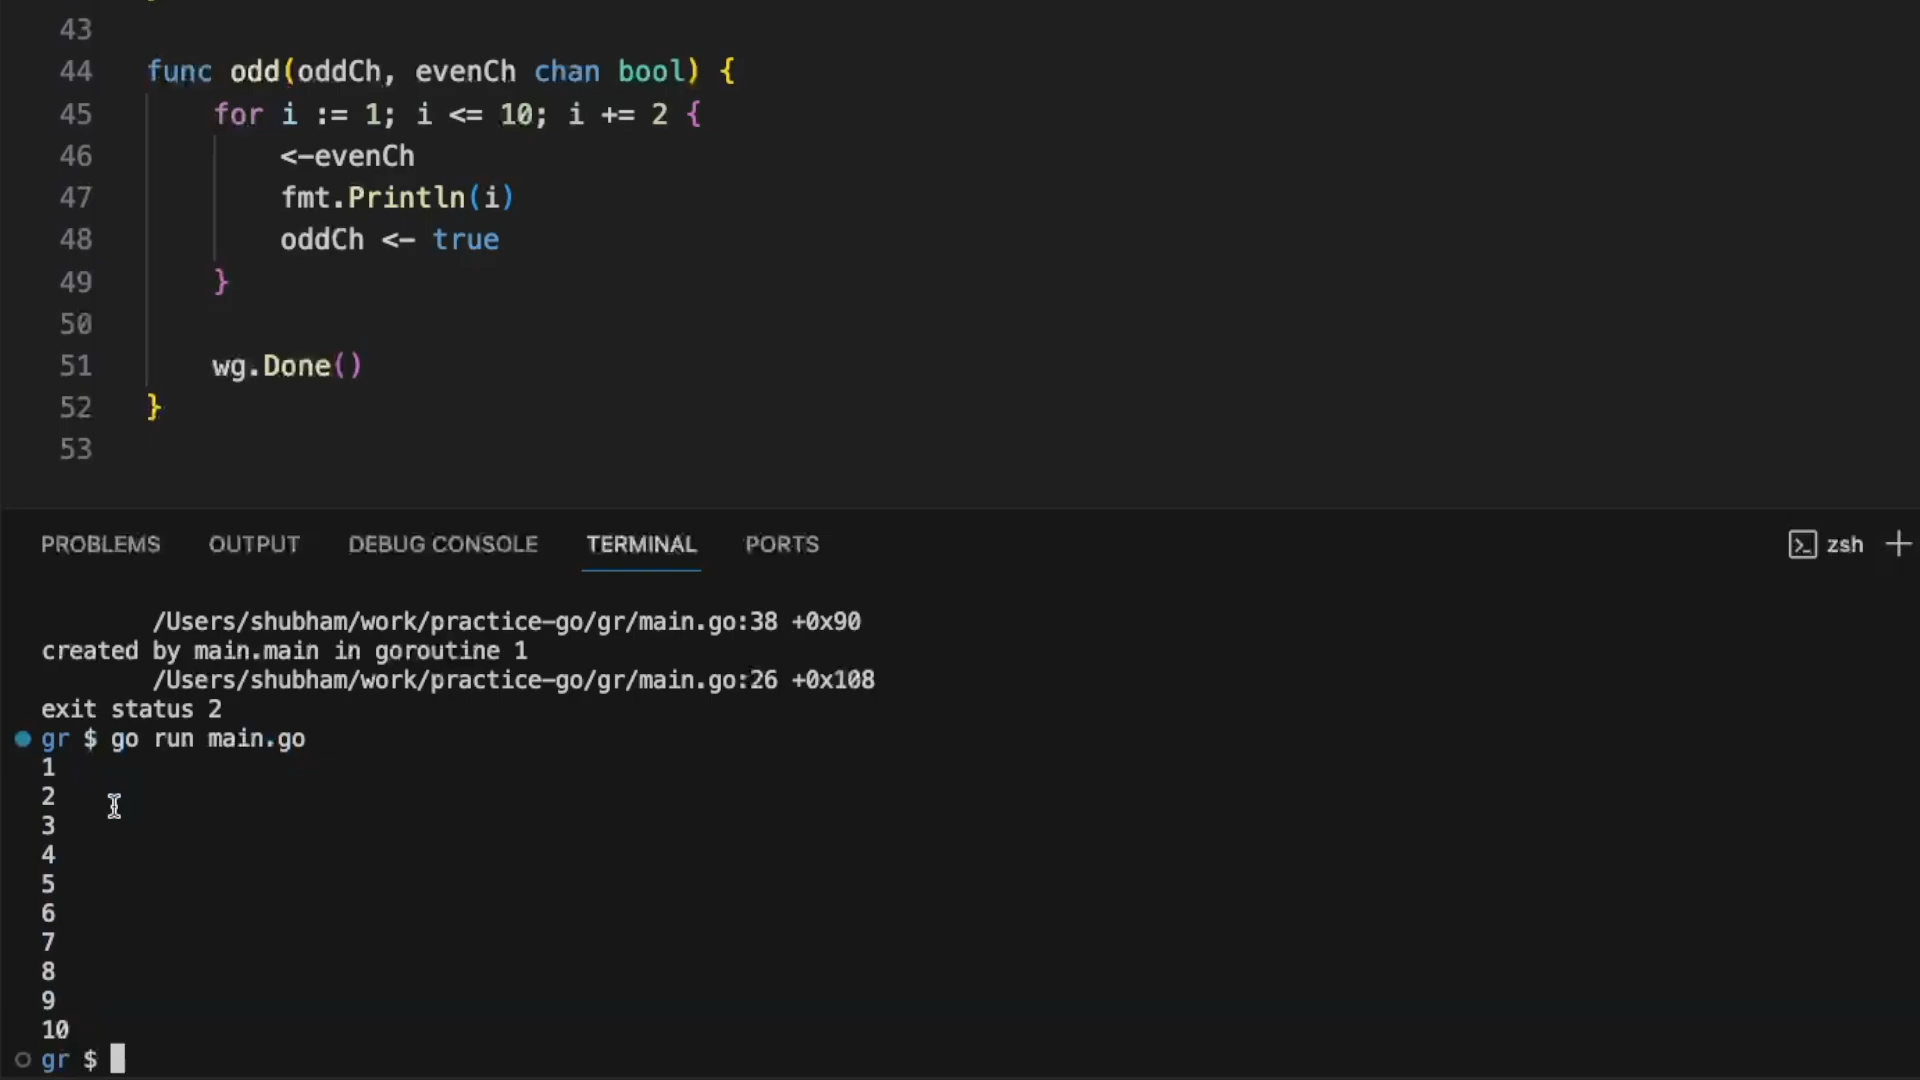 43
44 func odd(oddCh, evenCh chan bool) {
45 for i := 1; i <= 10; i += 2 {
46 <-evenCh
47 fmt.Println(i)
48 oddCh <- true
49 }
50
51 wg.Done()
52 }
53
PROBLEMS OUTPUT DEBUG CONSOLE TERMINAL PORTS zsh +
/Users/shubham/work/practice-go/gr/main.go:38 +0x90
created by main.main in goroutine 1
/Users/shubham/work/practice-go/gr/main.go:26 +0x108
exit status 2
gr $ go run main.go
1
2
3
4
5
6
7
8
9
10
gr $